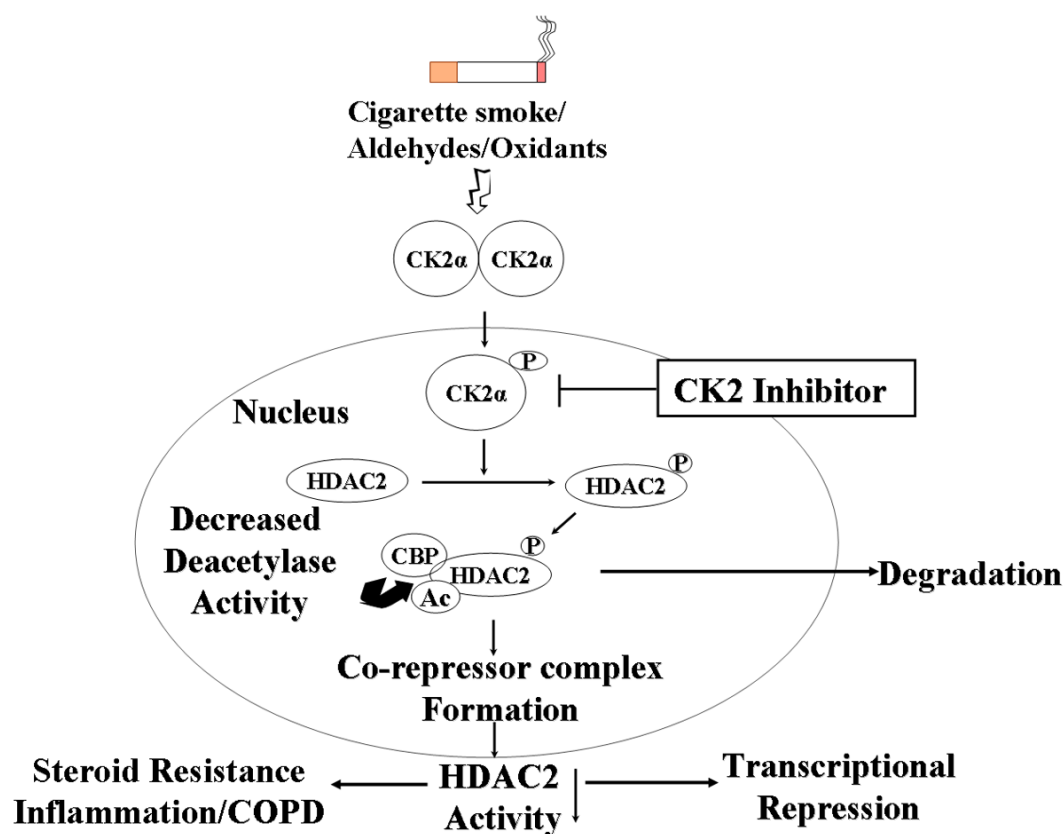 Cigarette smoke/
Aldehydes/Oxidants
CK2α CK2α
P
CK2α
CK2 Inhibitor
Nucleus
P
HDAC2 HDAC2
Decreased
Deacetylase
Activity
P
CBP
HDAC2
Ac
Degradation
Co-repressor complex
Formation
Steroid Resistance
Inflammation/COPD
HDAC2
Activity
Transcriptional
Repression